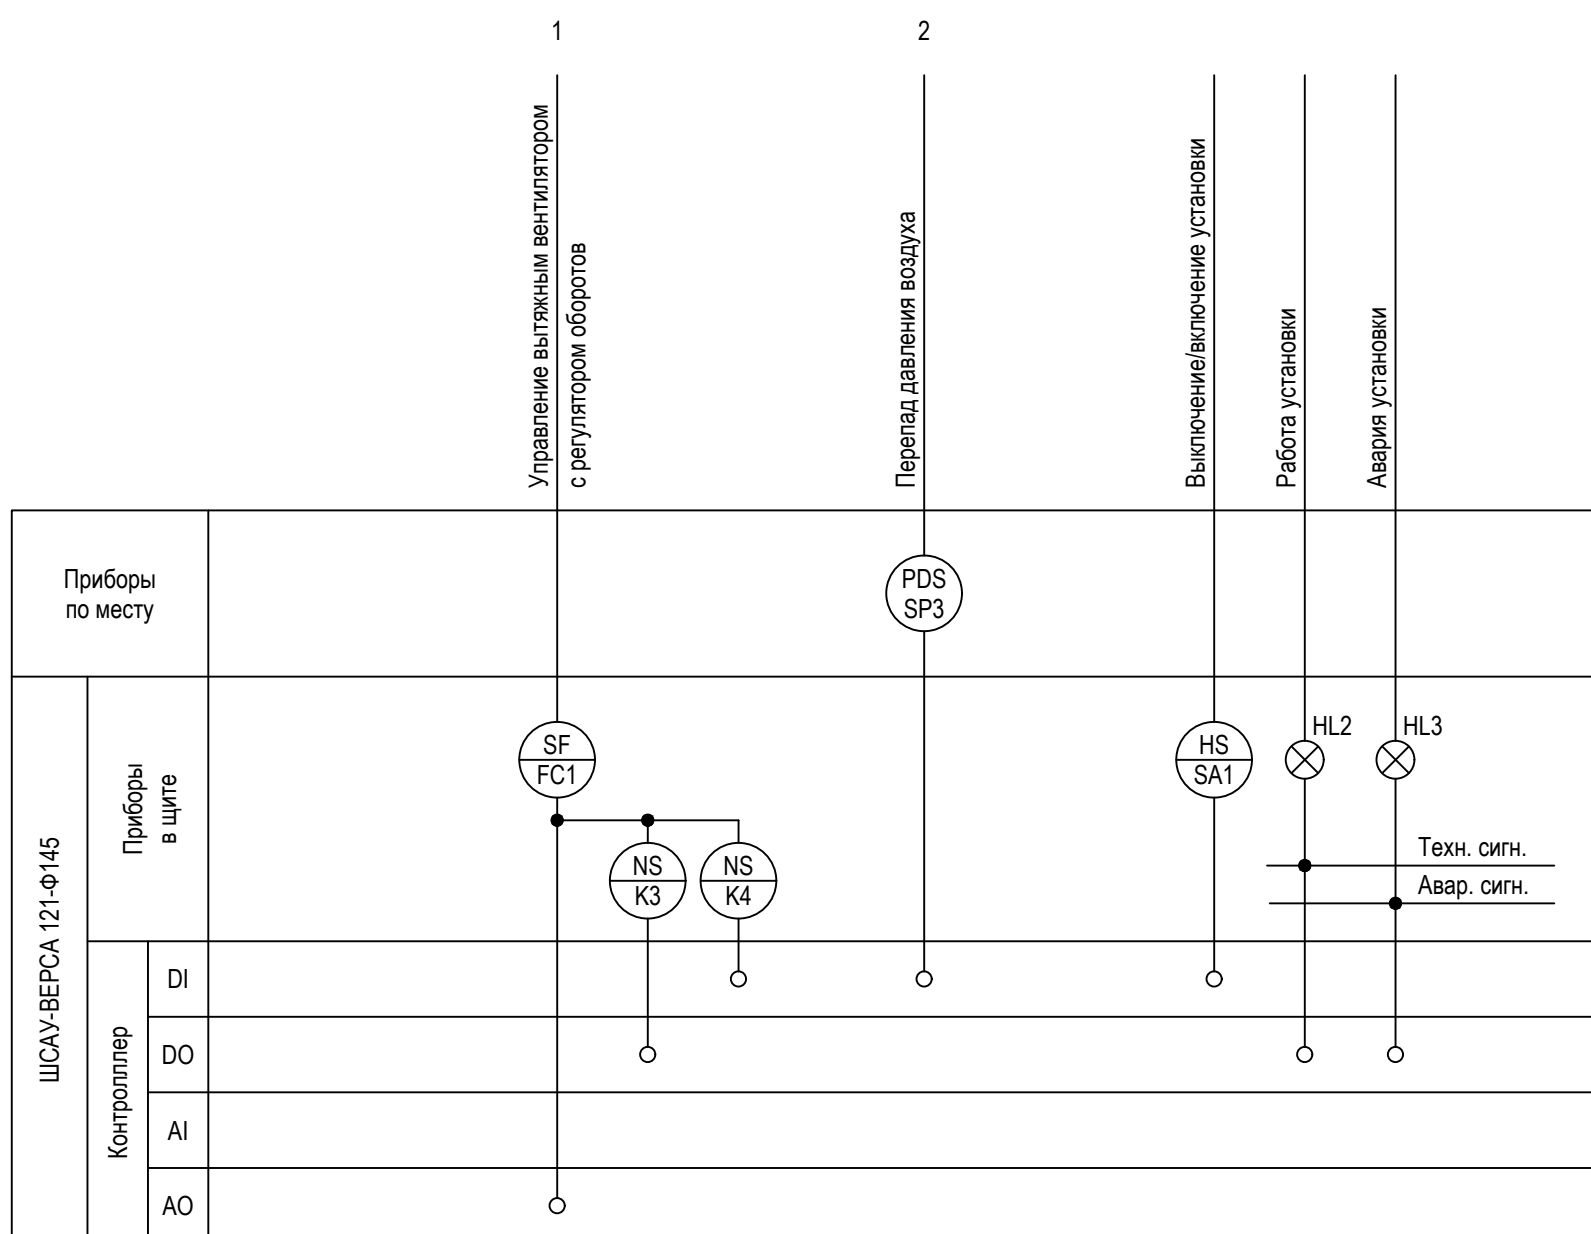 1
2
Управление вытяжным вентилятором
с регулятором оборотов
Перепад давления воздуха
Выключение/включение установки
Работа установки
Авария установки
Приборы
по месту
PDS
SP3
ШСАУ-ВЕРСА 121-Ф145
Приборы
в щите
SF
FC1
NS
K3
NS
K4
HS
SA1
HL2
HL3
Техн. сигн.
Авар. сигн.
Контролллер
DI
DO
AI
AO